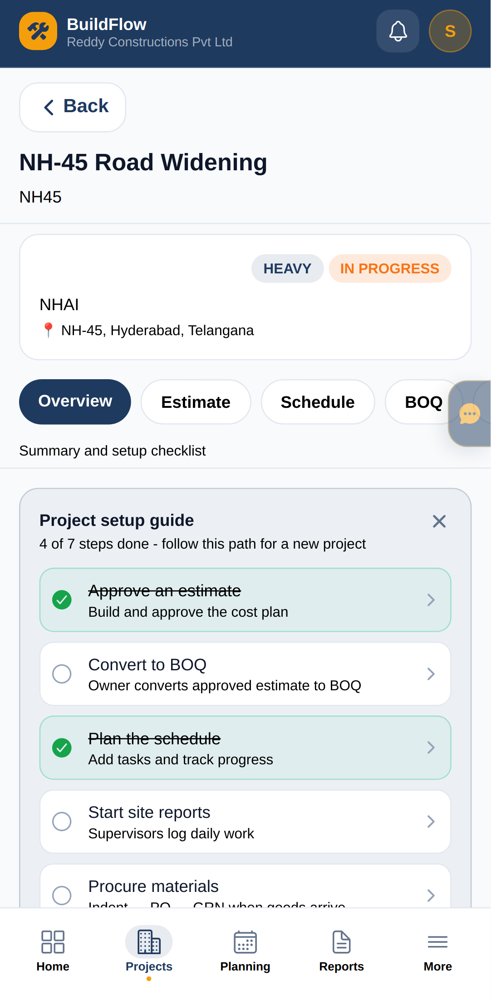 BuildFlow
Reddy Constructions Pvt Ltd
S
Back
NH-45 Road Widening
NH45
HEAVY
IN PROGRESS
NHAI
NH-45, Hyderabad, Telangana
Overview
Estimate
Schedule
BOQ
Summary and setup checklist
Project setup guide
4 of 7 steps done - follow this path for a new project
Approve an estimate
Build and approve the cost plan
Convert to BOQ
Owner converts approved estimate to BOQ
Plan the schedule
Add tasks and track progress
Start site reports
Supervisors log daily work
Procure materials
Indent PO GRN when goods arrive
Home
Projects
Planning
Reports
More